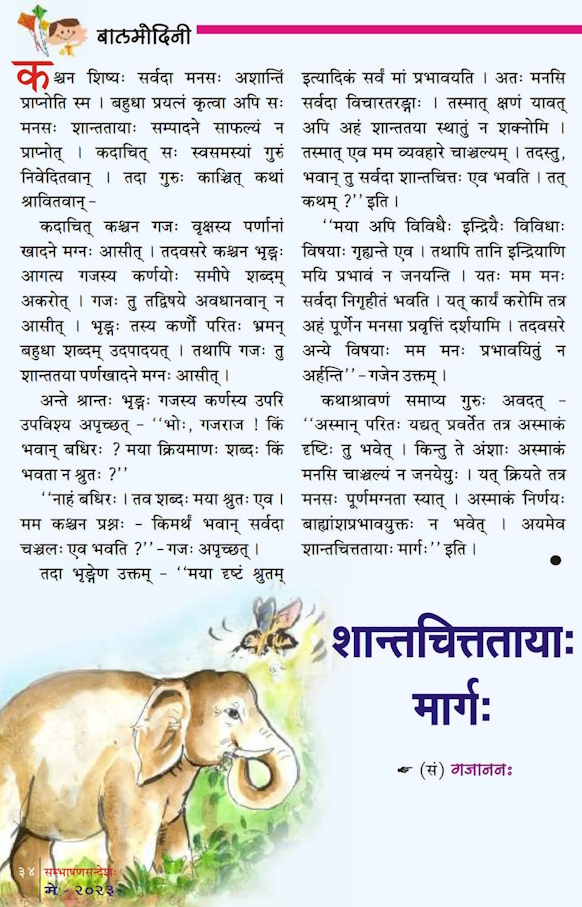 बालमोदिनी
कश्चन शिष्यः सर्वदा मनसः अशान्तिं
प्राप्नोति स्म । बहुधा प्रयत्नं कृत्वा अपि सः
मनसः शान्ततायाः सम्पादने साफल्यं न
प्राप्नोत् । कदाचित् सः स्वसमस्यां गुरुं
निवेदितवान् । तदा गुरुः काञ्चित् कथां
श्रावितवान्–
कदाचित् कश्चन गजः वृक्षस्य पर्णानां
खादने मग्नः आसीत् । तदवसरे कश्चन भृङ्गः
आगत्य गजस्य कर्णयोः समीपे शब्दम्
अकरोत् । गजः तु तद्विषये अवधानवान् न
आसीत् । भृङ्गः तस्य कर्णौ परितः भ्रमन्
बहुधा शब्दम् उदपादयत् । तथापि गजः तु
शान्ततया पर्णखादने मग्नः आसीत् ।
अन्ते श्रान्तः भृङ्गः गजस्य कर्णस्य उपरि
उपविश्य अपृच्छत् – ‘‘भोः, गजराज ! किं
भवान् बधिरः ? मया क्रियमाणः शब्दः किं
भवता न श्रुतः ?’’
‘‘नाहं बधिरः । तव शब्दः मया श्रुतः एव ।
मम कश्चन प्रश्नः – किमर्थं भवान् सर्वदा
चञ्चलः एव भवति ?’’– गजः अपृच्छत् ।
तदा भृङ्गेण उक्तम् – ‘‘मया दृष्टं श्रुतम्
इत्यादिकं सर्वं मां प्रभावयति । अतः मनसि
सर्वदा विचारतरङ्गाः । तस्मात् क्षणं यावत्
अपि अहं शान्ततया स्थातुं न शक्नोमि ।
तस्मात् एव मम व्यवहारे चाञ्चल्यम् । तदस्तु,
भवान् तु सर्वदा शान्तचित्तः एव भवति । तत्
कथम् ?’’ इति ।
‘‘मया अपि विविधैः इन्द्रियैः विविधाः
विषयाः गृह्यन्ते एव । तथापि तानि इन्द्रियाणि
मयि प्रभावं न जनयन्ति । यतः मम मनः
सर्वदा निगृहीतं भवति । यत् कार्यं करोमि तत्र
अहं पूर्णेन मनसा प्रवृत्तिं दर्शयामि । तदवसरे
अन्ये विषयाः मम मनः प्रभावयितुं न
अर्हन्ति’’ – गजेन उक्तम् ।
कथाश्रावणं समाप्य गुरुः अवदत् –
‘‘अस्मान् परितः यद्यत् प्रवर्तेत तत्र अस्माकं
दृष्टिः तु भवेत् । किन्तु ते अंशाः अस्माकं
मनसि चाञ्चल्यं न जनयेयुः । यत् क्रियते तत्र
मनसः पूर्णमग्नता स्यात् । अस्माकं निर्णयः
बाह्यांशप्रभावयुक्तः न भवेत् । अयमेव
शान्तचित्ततायाः मार्गः’’ इति ।
शान्तचित्ततायाः
मार्गः
(सं) गजाननः
३४ सम्भाषणसन्देशः
मे - २०२३